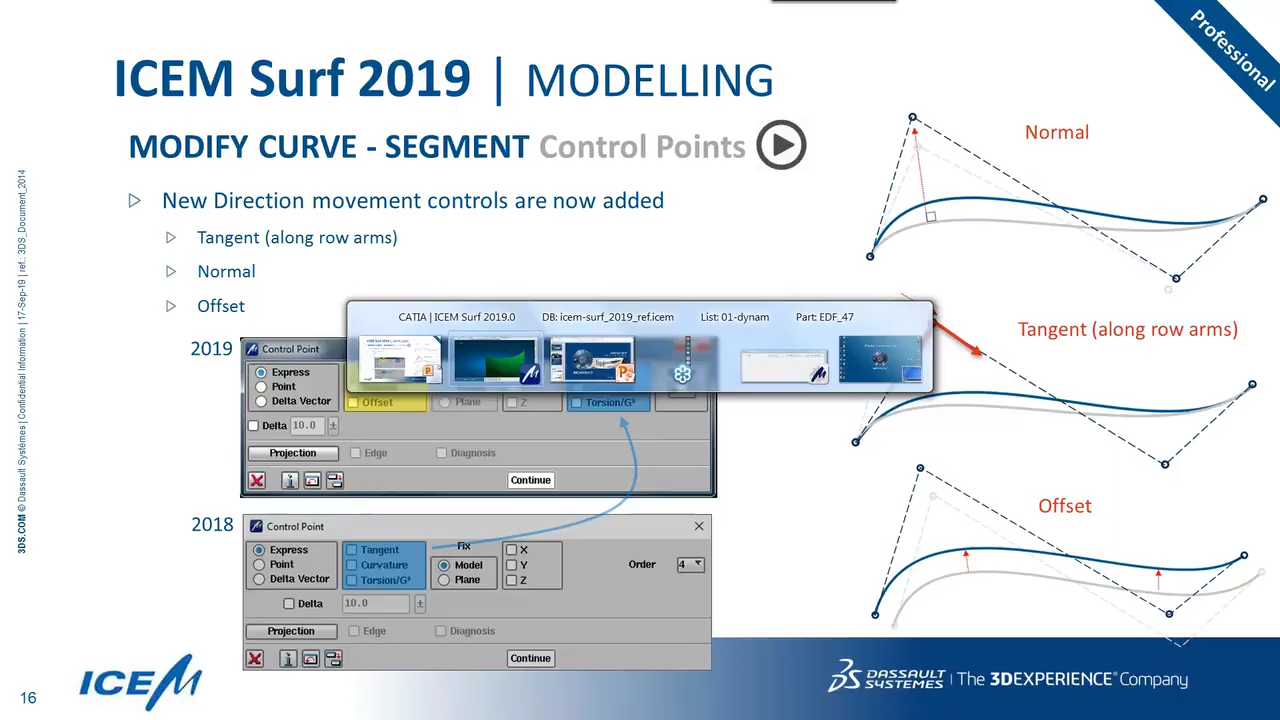 Professional
ICEM Surf 2019 | MODELLING
MODIFY CURVE - SEGMENT Control Points
New Direction movement controls are now added
Tangent (along row arms)
Normal
Offset
Normal
Tangent (along row arms)
Offset
CATIA | ICEM Surf 2019.0 DB: icem-surf_2019_ref.icem List: 01-dynam Part: EDF_47
2019
Control Point
Express
Point
Delta Vector
Offset
Plane
Z
Torsion/G³
Delta 10.0 ±
Projection Edge Diagnosis
Continue
2018
Control Point
Express Tangent Fix X
Point Curvature Model Y Order 4
Delta Vector Torsion/G³ Plane Z
Delta 10.0 ±
Projection Edge Diagnosis
Continue
3DS.COM © Dassault Systèmes | Confidential Information | 17-Sep-19 | ref.: 3DS_Document_2014
16
ICEM
DASSAULT SYSTEMES | The 3DEXPERIENCE® Company